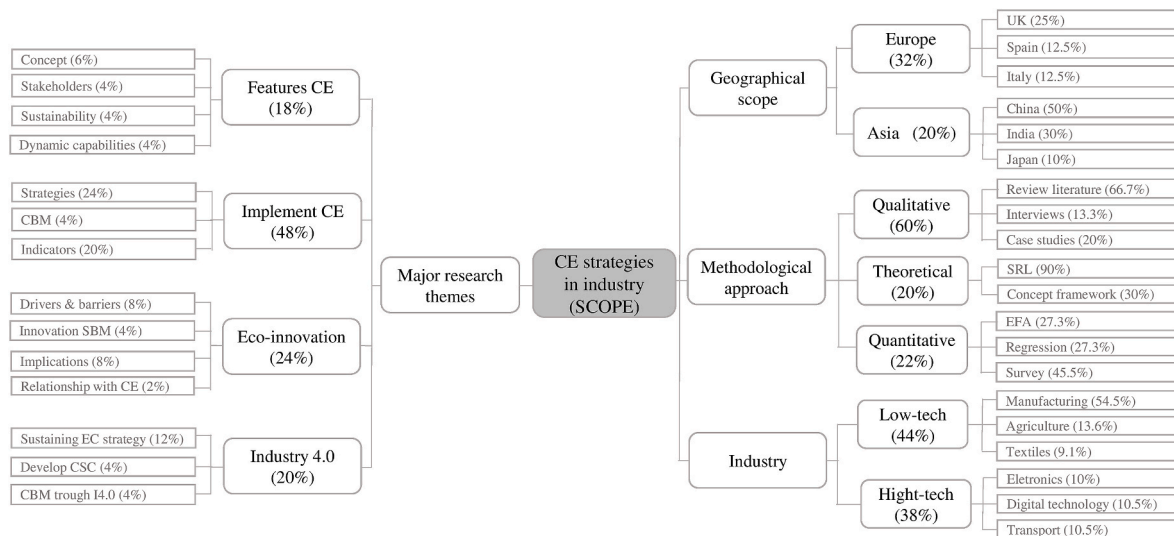 Concept (6%)
Stakeholders (4%)
Sustainability (4%)
Dynamic capabilities (4%)
Features CE
(18%)
Strategies (24%)
CBM (4%)
Indicators (20%)
Implement CE
(48%)
Drivers & barriers (8%)
Innovation SBM (4%)
Implications (8%)
Relationship with CE (2%)
Eco-innovation
(24%)
Sustaining EC strategy (12%)
Develop CSC (4%)
CBM trough I4.0 (4%)
Industry 4.0
(20%)
Major research
themes
CE strategies
in industry
(SCOPE)
Geographical
scope
Europe
(32%)
UK (25%)
Spain (12.5%)
Italy (12.5%)
Asia (20%)
China (50%)
India (30%)
Japan (10%)
Methodological
approach
Qualitative
(60%)
Review literature (66.7%)
Interviews (13.3%)
Case studies (20%)
Theoretical
(20%)
SRL (90%)
Concept framework (30%)
Quantitative
(22%)
EFA (27.3%)
Regression (27.3%)
Survey (45.5%)
Industry
Low-tech
(44%)
Manufacturing (54.5%)
Agriculture (13.6%)
Textiles (9.1%)
Hight-tech
(38%)
Eletronics (10%)
Digital technology (10.5%)
Transport (10.5%)